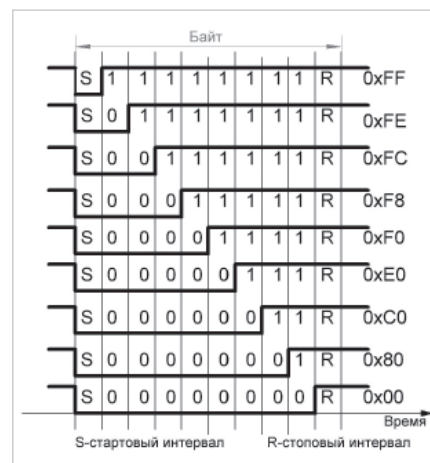 Байт
S 1 1 1 1 1 1 1 1 R 0xFF
S 0 1 1 1 1 1 1 1 R 0xFE
S 0 0 1 1 1 1 1 1 R 0xFC
S 0 0 0 1 1 1 1 1 R 0xF8
S 0 0 0 0 1 1 1 1 R 0xF0
S 0 0 0 0 0 1 1 1 R 0xE0
S 0 0 0 0 0 0 1 1 R 0xC0
S 0 0 0 0 0 0 0 1 R 0x80
S 0 0 0 0 0 0 0 0 R 0x00
Время
S-стартовый интервал R-стоповый интервал